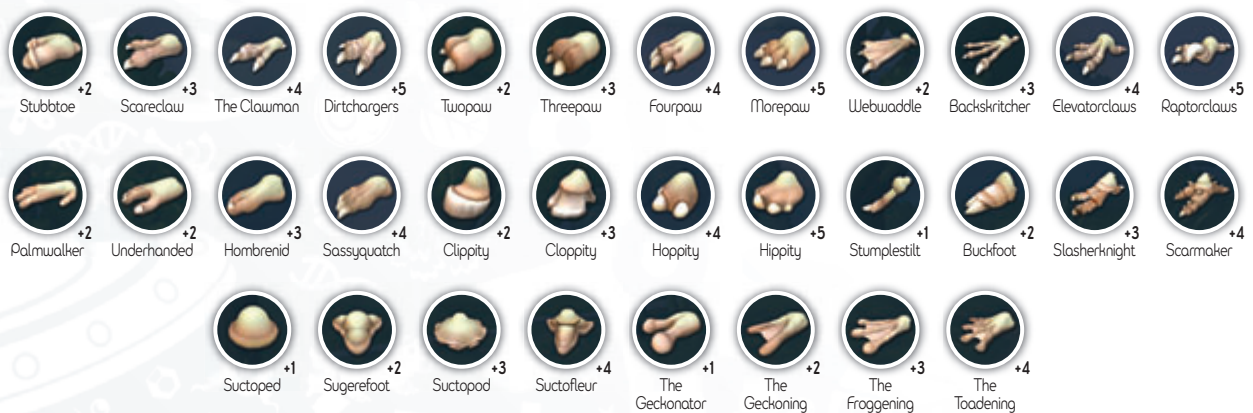 +2 +3 +4 +5 +2 +3 +4 +5 +2 +3 +4 +5
Stubbtoe Scareclaw The Clawman Dirtchargers Twopaw Threepaw Fourpaw Morepaw Webwaddle Backskritcher Elevatorclaws Raptorclaws
+2 +2 +3 +4 +2 +3 +4 +5 +1 +2 +3 +4
Palmwalker Underhanded Hombrenid Sassyquatch Clippity Cloppity Hoppity Hippity Stumplestilt Buckfoot Slasherknight Scarmaker
+1 +2 +3 +4 +1 +2 +3 +4
Suctoped Sugerefoot Suctopod Suctofleur The The The The
Geckonator Geckoning Froggening Toadening